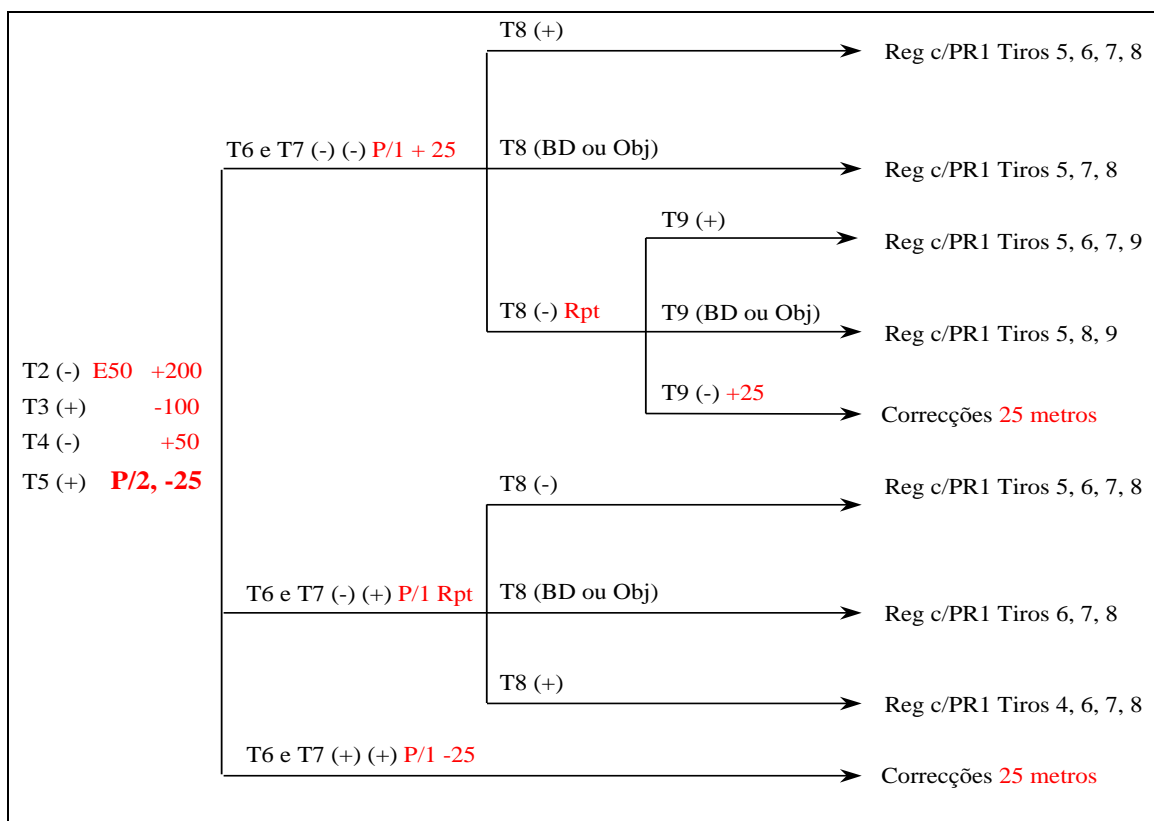 T8 (+)
Reg c/PR1 Tiros 5, 6, 7, 8
T6 e T7 (-) (-) P/1 + 25
T8 (BD ou Obj)
Reg c/PR1 Tiros 5, 7, 8
T9 (+)
Reg c/PR1 Tiros 5, 6, 7, 9
T8 (-) Rpt
T9 (BD ou Obj)
Reg c/PR1 Tiros 5, 8, 9
T9 (-) +25
Correcções 25 metros
T2 (-) E50 +200
T3 (+) -100
T4 (-) +50
T5 (+) P/2, -25
T8 (-)
Reg c/PR1 Tiros 5, 6, 7, 8
T6 e T7 (-) (+) P/1 Rpt
T8 (BD ou Obj)
Reg c/PR1 Tiros 6, 7, 8
T8 (+)
Reg c/PR1 Tiros 4, 6, 7, 8
T6 e T7 (+) (+) P/1 -25
Correcções 25 metros